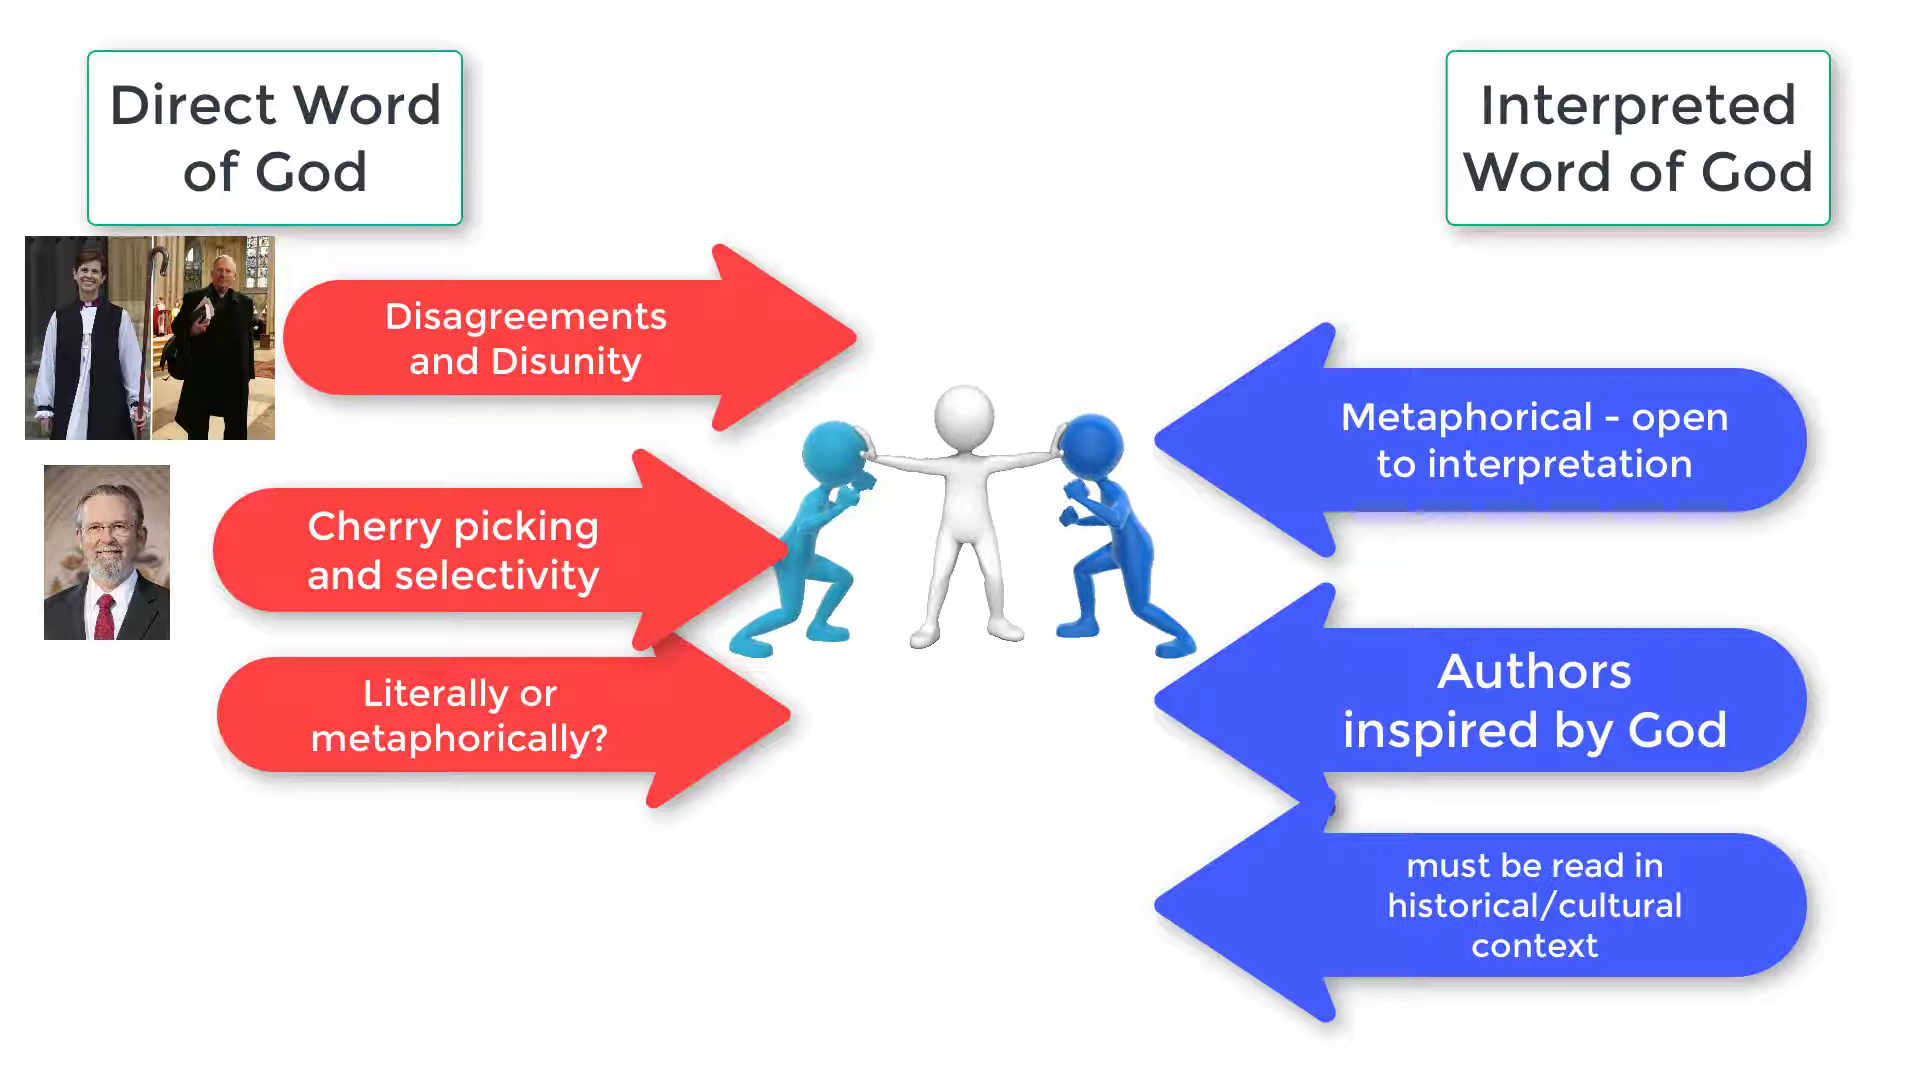 Direct Word
of God
Interpreted
Word of God
Disagreements
and Disunity
Cherry picking
and selectivity
Literally or
metaphorically?
Metaphorical - open
to interpretation
Authors
inspired by God
must be read in
historical/cultural
context